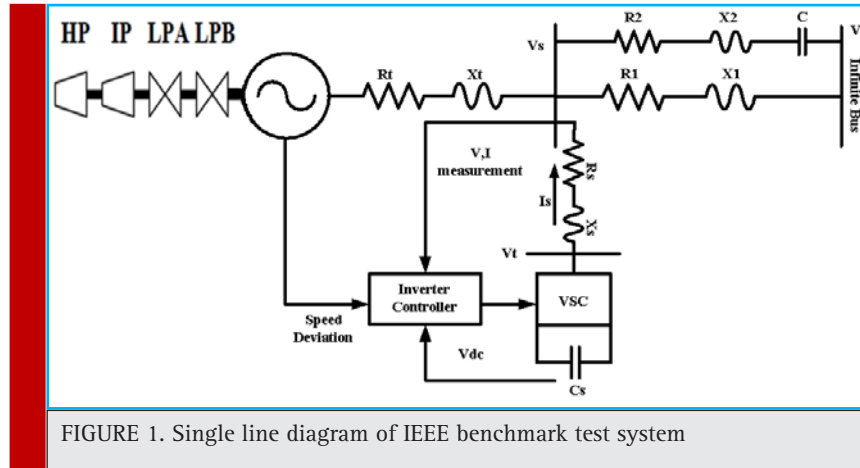 HP IP LPA LPB
Rt
Xt
Vs
R2
X2
C
V
R1
X1
Infinite Bus
V,I
measurement
Rs
Is
Xs
Vt
Inverter
Controller
VSC
Speed
Deviation
Vdc
Cs
FIGURE 1. Single line diagram of IEEE benchmark test system